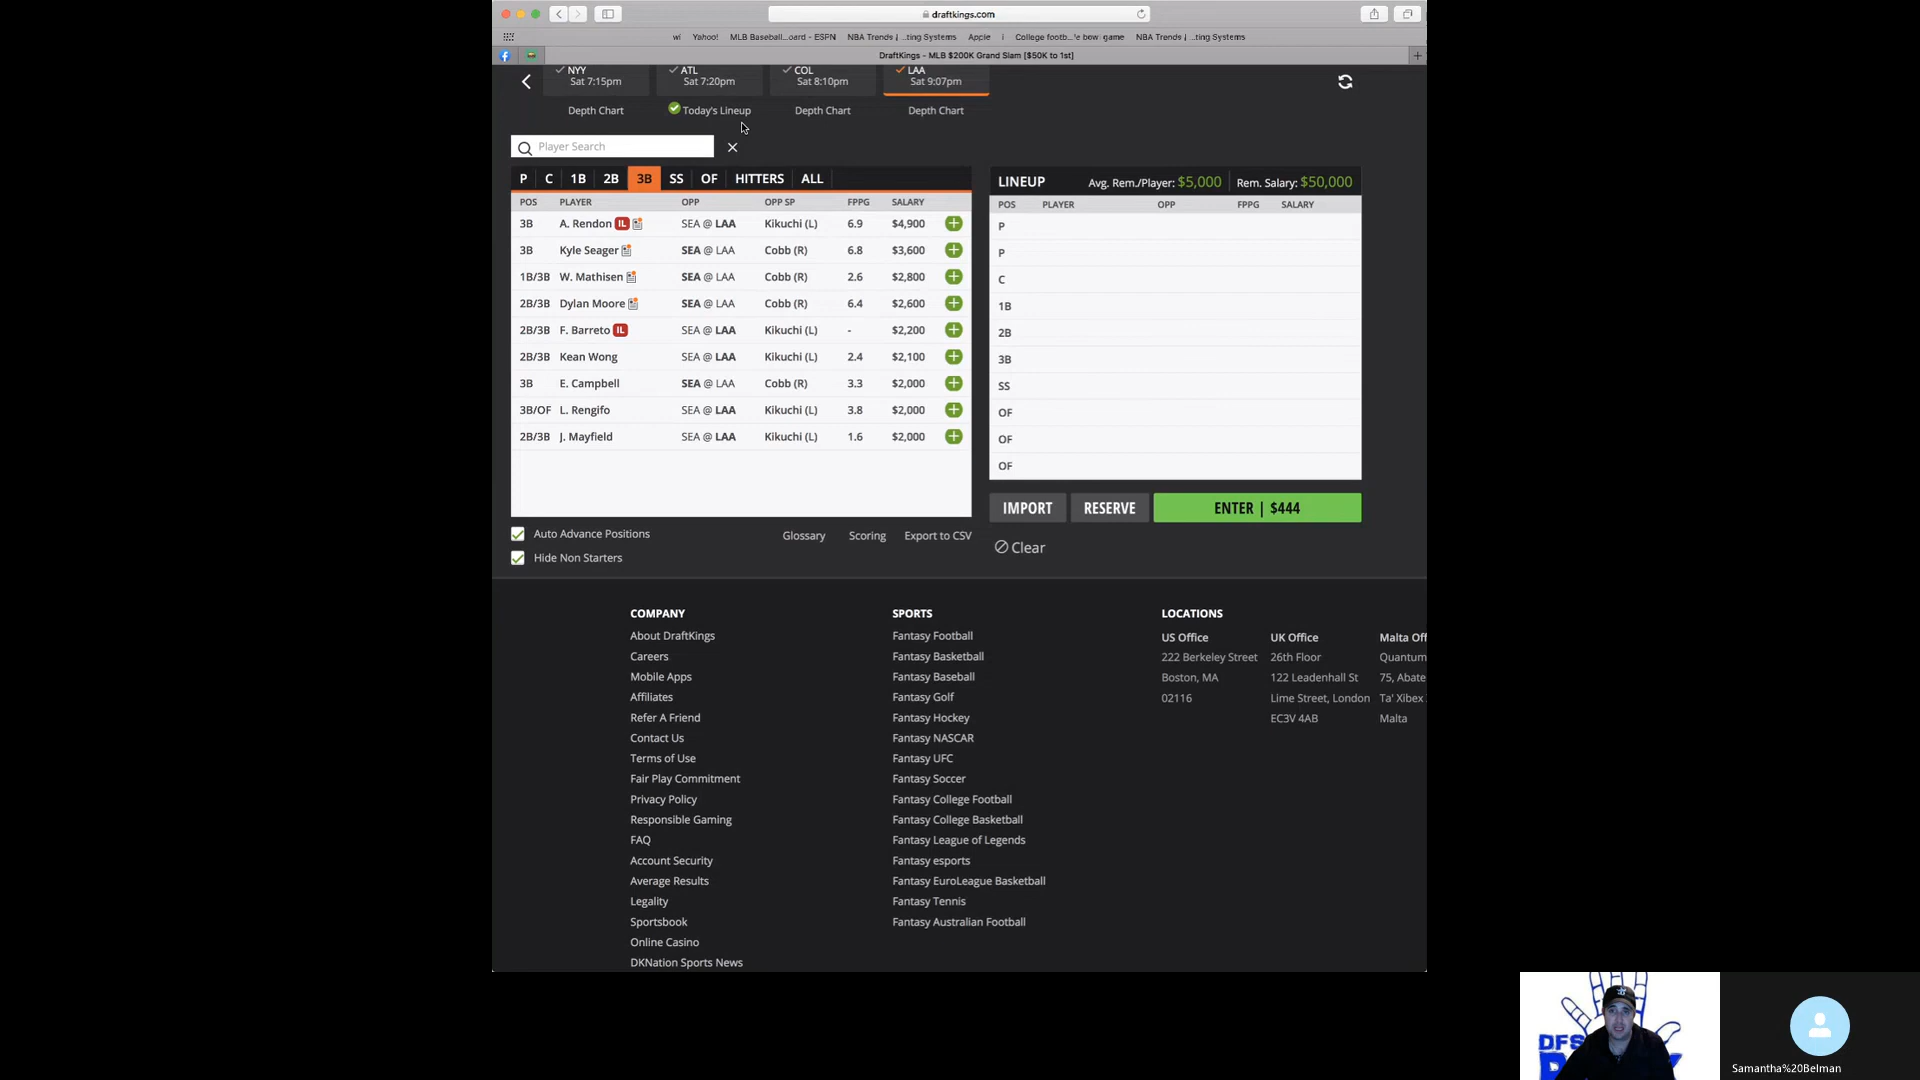 draftkings.com
wi Yahoo! MLB Baseball...oard - ESPN NBA Trends | ...ting Systems Apple i College footb...e bow game NBA Trends | ...ting Systems
DraftKings - MLB $200K Grand Slam [$50K to 1st]
NYY ATL COL LAA
Sat 7:15pm Sat 7:20pm Sat 8:10pm Sat 9:07pm
Depth Chart Today's Lineup Depth Chart Depth Chart
Player Search
P C 1B 2B 3B SS OF HITTERS ALL
POS PLAYER OPP OPP SP FPPG SALARY
3B A. Rendon IL SEA @ LAA Kikuchi (L) 6.9 $4,900
3B Kyle Seager SEA @ LAA Cobb (R) 6.8 $3,600
1B/3B W. Mathisen SEA @ LAA Cobb (R) 2.6 $2,800
2B/3B Dylan Moore SEA @ LAA Cobb (R) 6.4 $2,600
2B/3B F. Barreto IL SEA @ LAA Kikuchi (L) - $2,200
2B/3B Kean Wong SEA @ LAA Kikuchi (L) 2.4 $2,100
3B E. Campbell SEA @ LAA Cobb (R) 3.3 $2,000
3B/OF L. Rengifo SEA @ LAA Kikuchi (L) 3.8 $2,000
2B/3B J. Mayfield SEA @ LAA Kikuchi (L) 1.6 $2,000
Auto Advance Positions Glossary Scoring Export to CSV
Hide Non Starters
LINEUP Avg. Rem./Player: $5,000 Rem. Salary: $50,000
POS PLAYER OPP FPPG SALARY
P
P
C
1B
2B
3B
SS
OF
OF
OF
IMPORT RESERVE ENTER | $444
Clear
COMPANY
About DraftKings
Careers
Mobile Apps
Affiliates
Refer A Friend
Contact Us
Terms of Use
Fair Play Commitment
Privacy Policy
Responsible Gaming
FAQ
Account Security
Average Results
Legality
Sportsbook
Online Casino
DKNation Sports News
SPORTS
Fantasy Football
Fantasy Basketball
Fantasy Baseball
Fantasy Golf
Fantasy Hockey
Fantasy NASCAR
Fantasy UFC
Fantasy Soccer
Fantasy College Football
Fantasy College Basketball
Fantasy League of Legends
Fantasy esports
Fantasy EuroLeague Basketball
Fantasy Tennis
Fantasy Australian Football
LOCATIONS
US Office
222 Berkeley Street
Boston, MA
02116
UK Office
26th Floor
122 Leadenhall St
Lime Street, London
EC3V 4AB
Malta Off
Quantum
75, Abate
Ta' Xibex
Malta
DFS
Samantha%20Belman